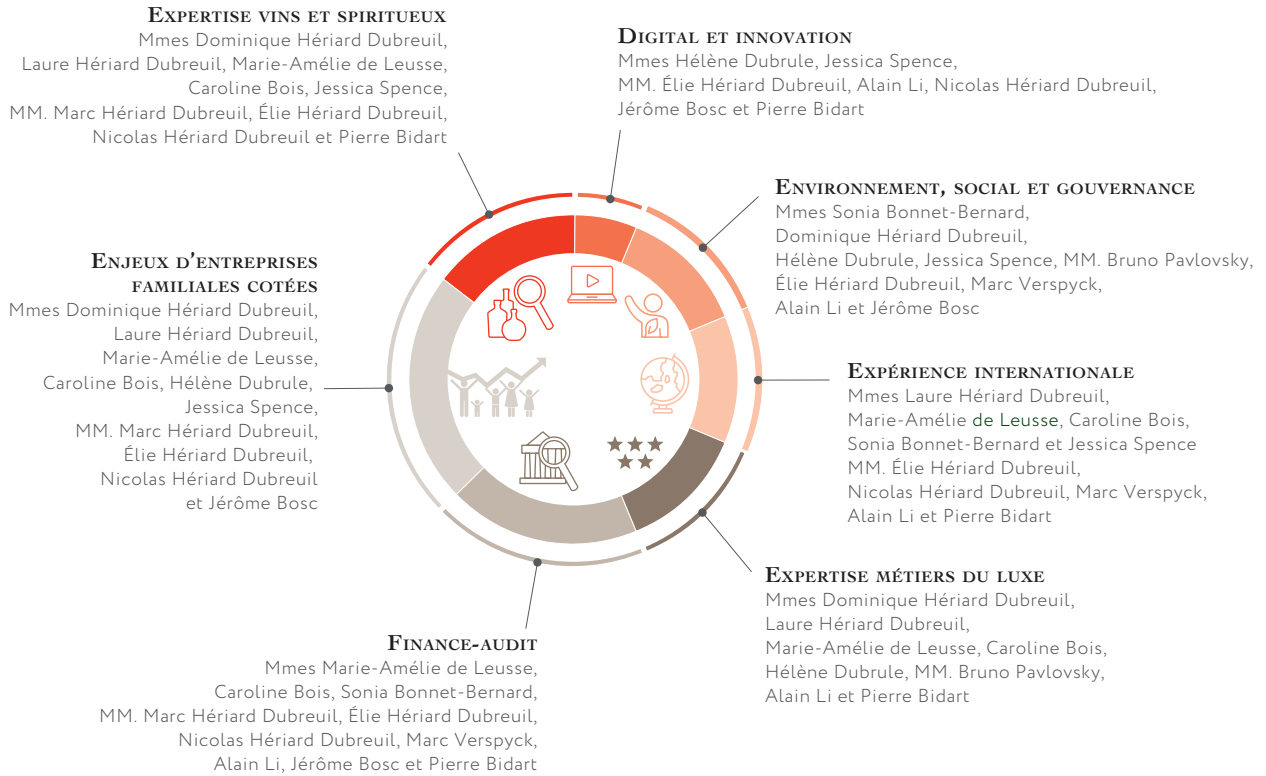 EXPERTISE VINS ET SPIRITUEUX
Mmes Dominique Hériard Dubreuil,
Laure Hériard Dubreuil, Marie-Amélie de Leusse,
Caroline Bois, Jessica Spence,
MM. Marc Hériard Dubreuil, Élie Hériard Dubreuil,
Nicolas Hériard Dubreuil et Pierre Bidart
DIGITAL ET INNOVATION
Mmes Hélène Dubrule, Jessica Spence,
MM. Élie Hériard Dubreuil, Alain Li, Nicolas Hériard Dubreuil,
Jérôme Bosc et Pierre Bidart
ENVIRONNEMENT, SOCIAL ET GOUVERNANCE
Mmes Sonia Bonnet-Bernard,
Dominique Hériard Dubreuil,
Hélène Dubrule, Jessica Spence, MM. Bruno Pavlovsky,
Élie Hériard Dubreuil, Marc Verspyck,
Alain Li et Jérôme Bosc
EXPÉRIENCE INTERNATIONALE
Mmes Laure Hériard Dubreuil,
Marie-Amélie de Leusse, Caroline Bois,
Sonia Bonnet-Bernard et Jessica Spence
MM. Élie Hériard Dubreuil,
Nicolas Hériard Dubreuil, Marc Verspyck,
Alain Li et Pierre Bidart
EXPERTISE MÉTIERS DU LUXE
Mmes Dominique Hériard Dubreuil,
Laure Hériard Dubreuil,
Marie-Amélie de Leusse, Caroline Bois,
Hélène Dubrule, MM. Bruno Pavlovsky,
Alain Li et Pierre Bidart
FINANCE-AUDIT
Mmes Marie-Amélie de Leusse,
Caroline Bois, Sonia Bonnet-Bernard,
MM. Marc Hériard Dubreuil, Élie Hériard Dubreuil,
Nicolas Hériard Dubreuil, Marc Verspyck,
Alain Li, Jérôme Bosc et Pierre Bidart
ENJEUX D'ENTREPRISES
FAMILIALES COTÉES
Mmes Dominique Hériard Dubreuil,
Laure Hériard Dubreuil,
Marie-Amélie de Leusse,
Caroline Bois, Hélène Dubrule,
Jessica Spence,
MM. Marc Hériard Dubreuil,
Élie Hériard Dubreuil,
Nicolas Hériard Dubreuil
et Jérôme Bosc